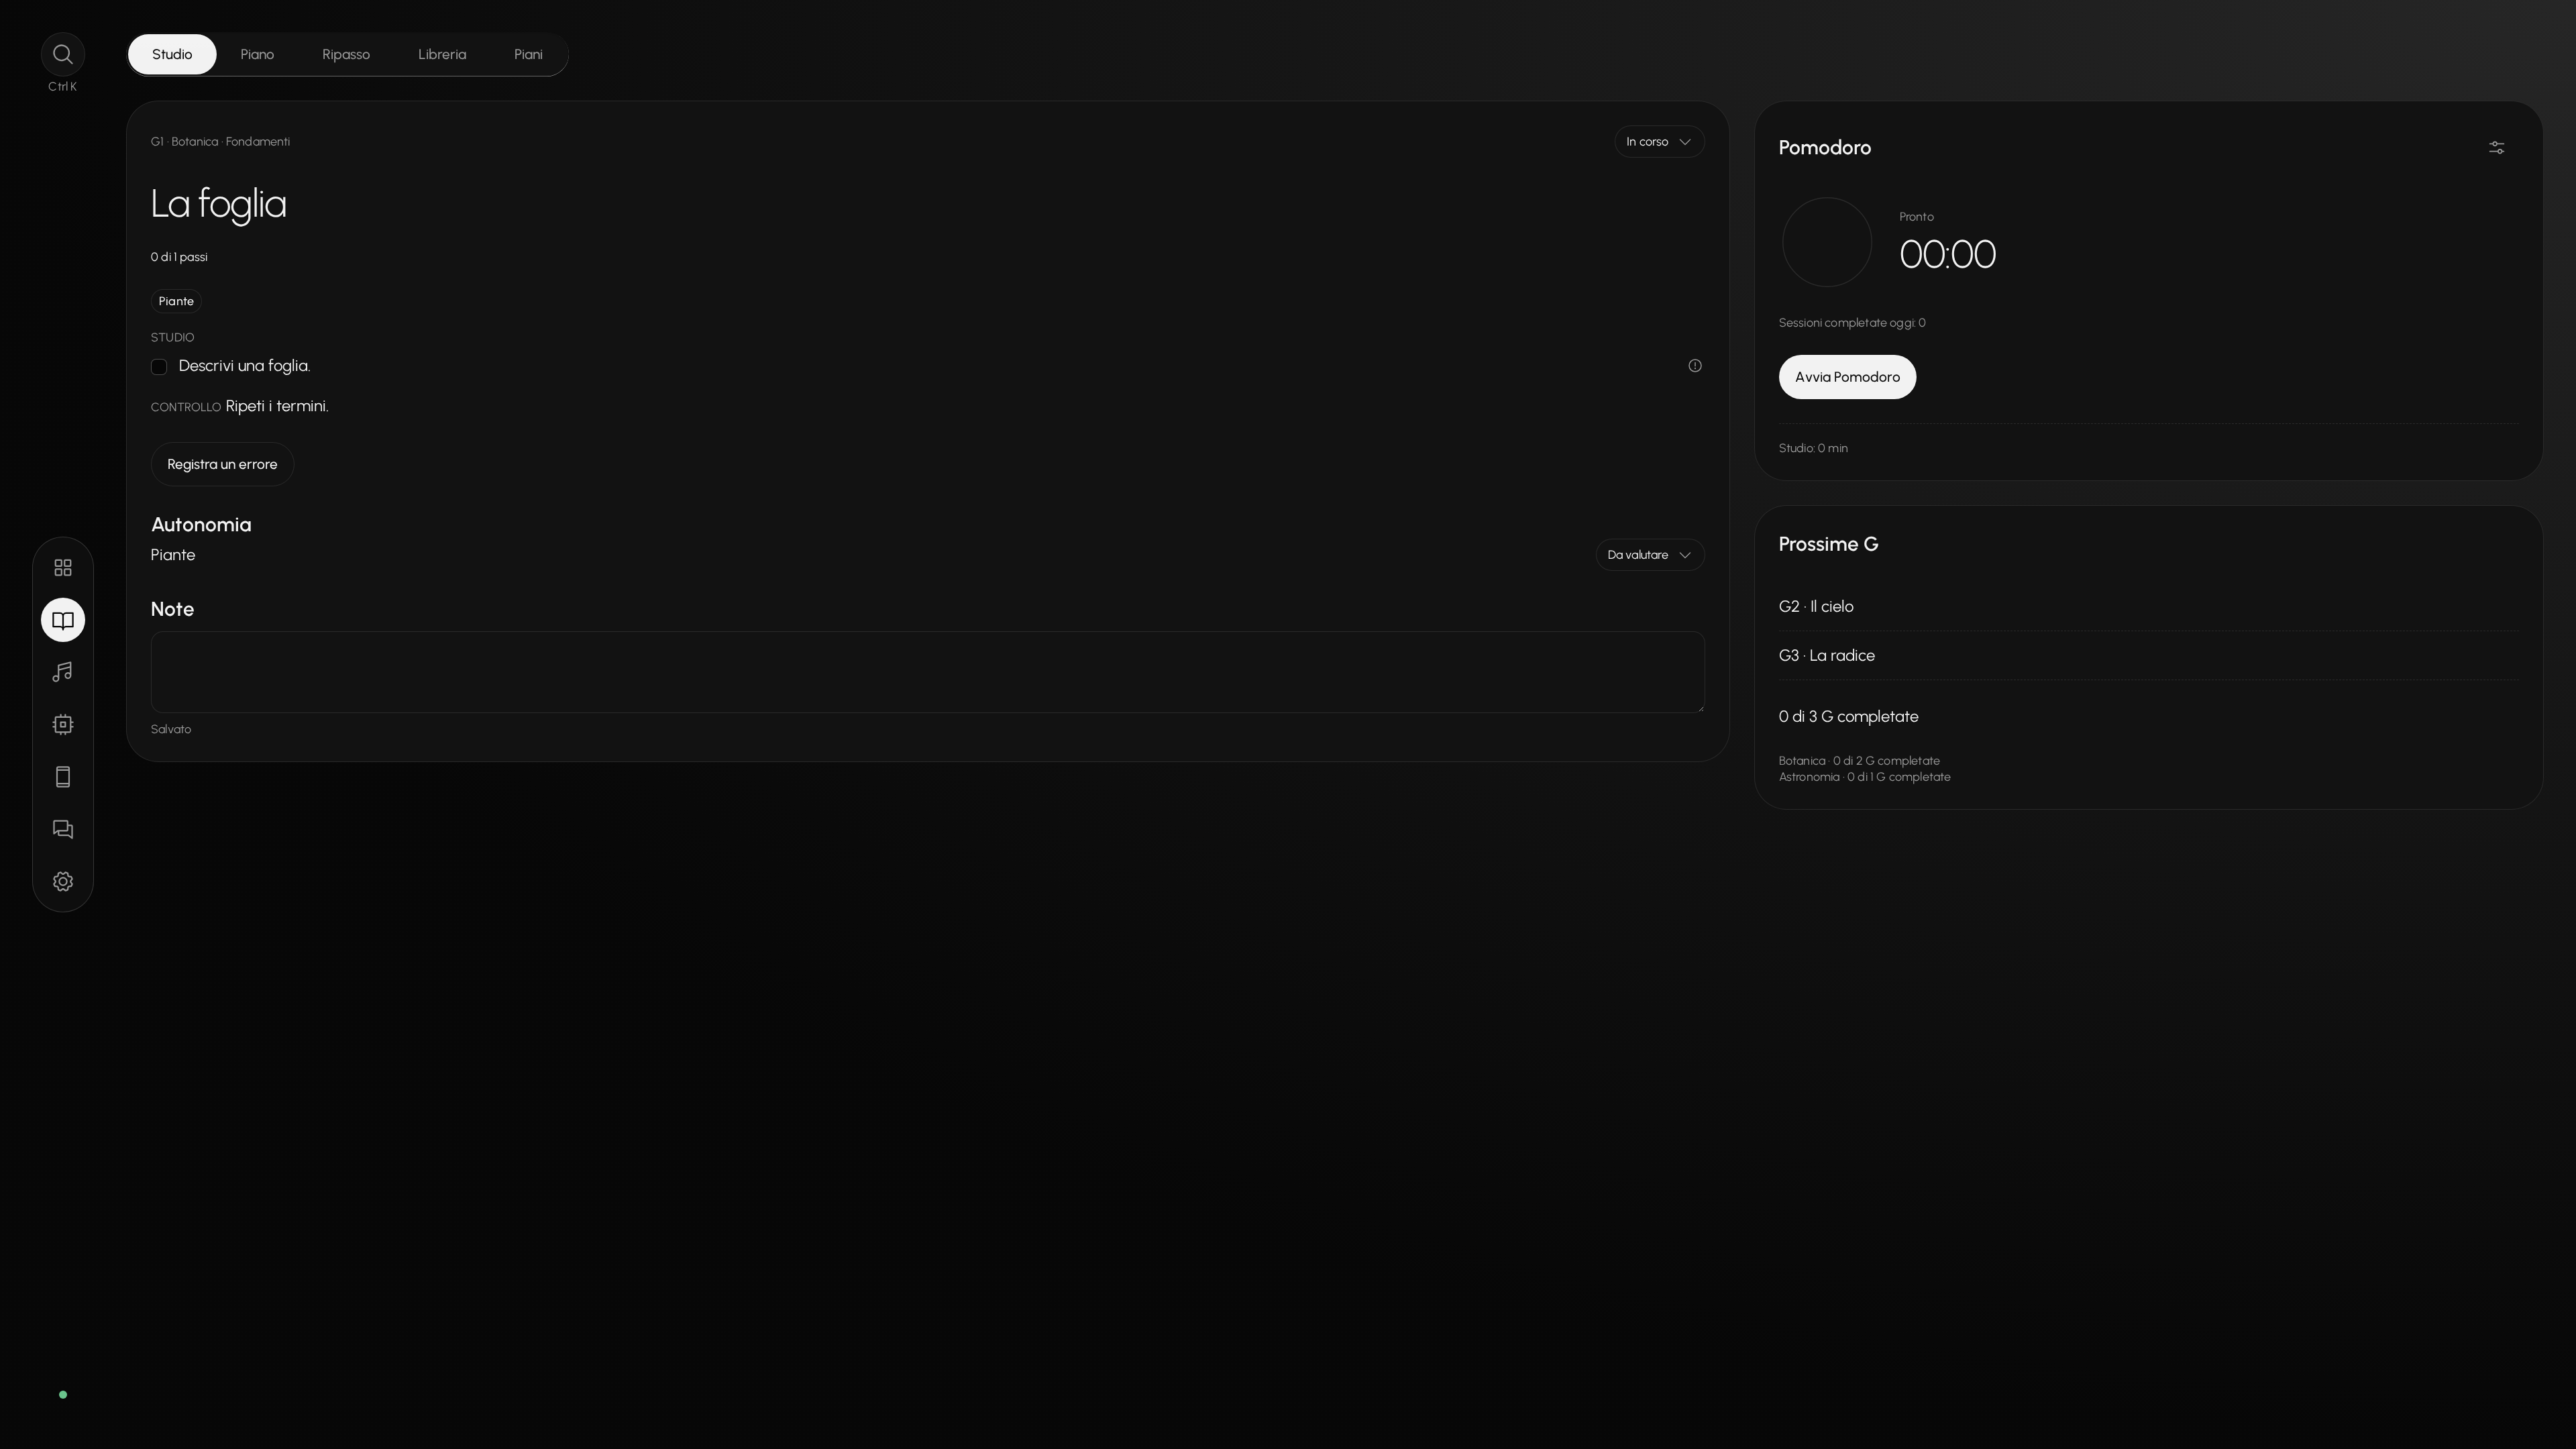 Ctrl K
Studio
Piano
Ripasso
Libreria
Piani
G1 · Botanica · Fondamenti
In corso
La foglia
0 di 1 passi
Piante
STUDIO
Descrivi una foglia.
CONTROLLO Ripeti i termini.
Registra un errore
Autonomia
Piante
Da valutare
Note
Salvato
Pomodoro
Pronto
00:00
Sessioni completate oggi: 0
Avvia Pomodoro
Studio: 0 min
Prossime G
G2 · Il cielo
G3 · La radice
0 di 3 G completate
Botanica · 0 di 2 G completate
Astronomia · 0 di 1 G completate